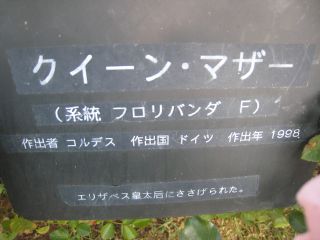 クイーン・マザー
（系統 フロリバンダ F）
作出者 コルデス 作出国 ドイツ 作出年 1998
エリザベス皇太后にささげられた。